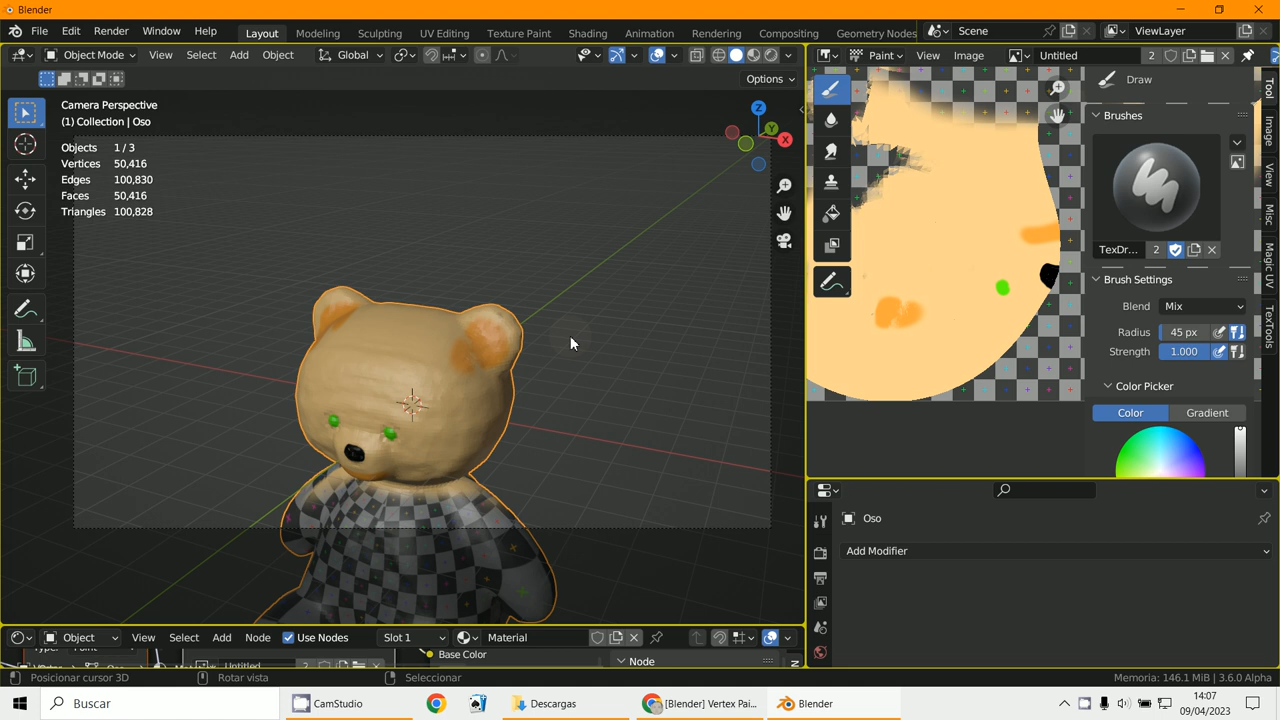 Blender
File Edit Render Window Help Layout Modeling Sculpting UV Editing Texture Paint Shading Animation Rendering Compositing Geometry Nodes Scene ViewLayer
Object Mode View Select Add Object Global
Paint View Image Untitled 2
Options
Camera Perspective
(1) Collection | Oso
Objects 1 / 3
Vertices 50,416
Edges 100,830
Faces 50,416
Triangles 100,828
Z
Y
X
Draw
Brushes
TexDr... 2
Brush Settings
Blend Mix
Radius 45 px
Strength 1.000
Color Picker
Color Gradient
Tool
Image
View
Misc
Magic UV
TexTools
Oso
Add Modifier
Object View Select Add Node Use Nodes Slot 1 Material
Type: Point
Untitled 2
Base Color
Node
N
Posicionar cursor 3D Rotar vista Seleccionar Memoria: 146.1 MiB | 3.6.0 Alpha
Buscar CamStudio Descargas [Blender] Vertex Pai... Blender
14:07
09/04/2023